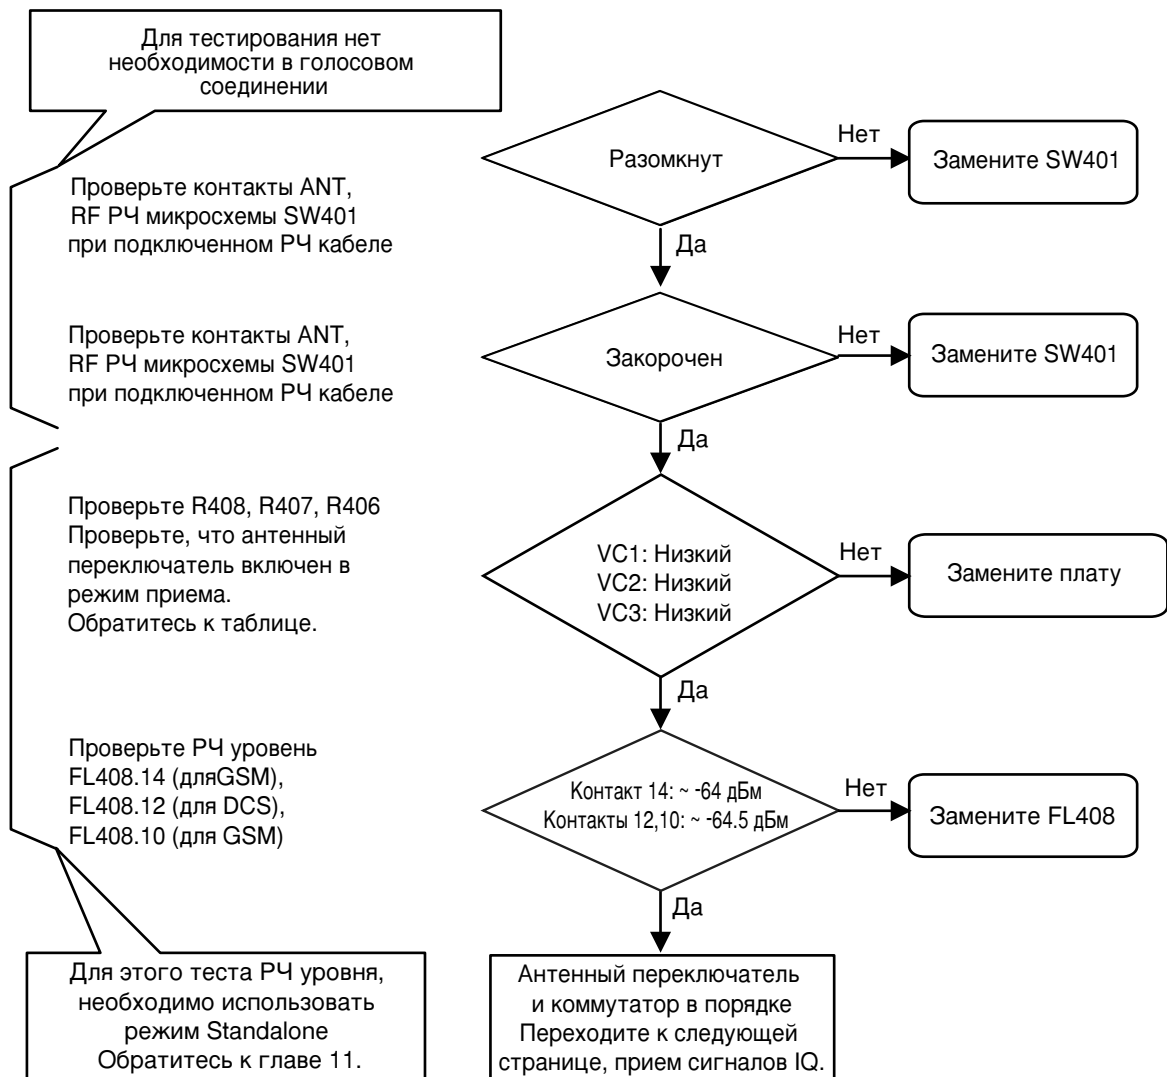 Для тестирования нет
необходимости в голосовом
соединении
Проверьте контакты ANT,
RF РЧ микросхемы SW401
при подключенном РЧ кабеле
Разомкнут
Нет
Замените SW401
Да
Проверьте контакты ANT,
RF РЧ микросхемы SW401
при подключенном РЧ кабеле
Закорочен
Нет
Замените SW401
Да
Проверьте R408, R407, R406
Проверьте, что антенный
переключатель включен в
режим приема.
Обратитесь к таблице.
VC1: Низкий
VC2: Низкий
VC3: Низкий
Нет
Замените плату
Да
Проверьте РЧ уровень
FL408.14 (дляGSM),
FL408.12 (для DCS),
FL408.10 (для GSM)
Контакт 14: ~ -64 дБм
Контакты 12,10: ~ -64.5 дБм
Нет
Замените FL408
Да
Для этого теста РЧ уровня,
необходимо использовать
режим Standalone
Обратитесь к главе 11.
Антенный переключатель
и коммутатор в порядке
Переходите к следующей
странице, прием сигналов IQ.